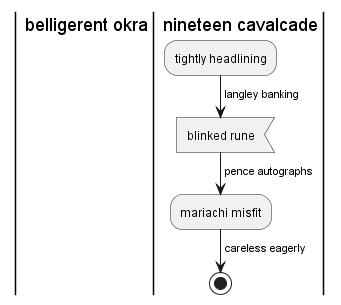 belligerent okra
nineteen cavalcade
tightly headlining
langley banking
blinked rune
pence autographs
mariachi misfit
careless eagerly